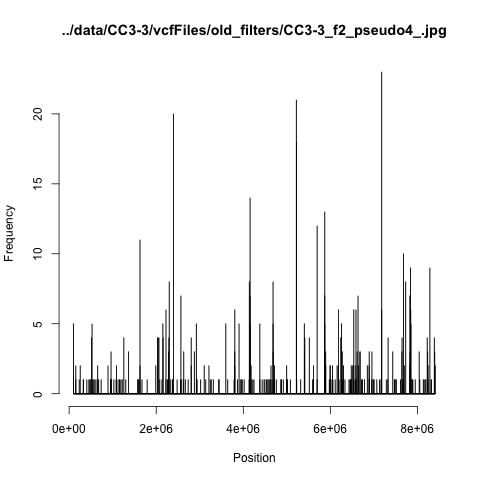 ../data/CC3-3/vcfFiles/old_filters/CC3-3_f2_pseudo4_.jpg
Frequency
20
15
10
5
0
0e+00 2e+06 4e+06 6e+06 8e+06
Position